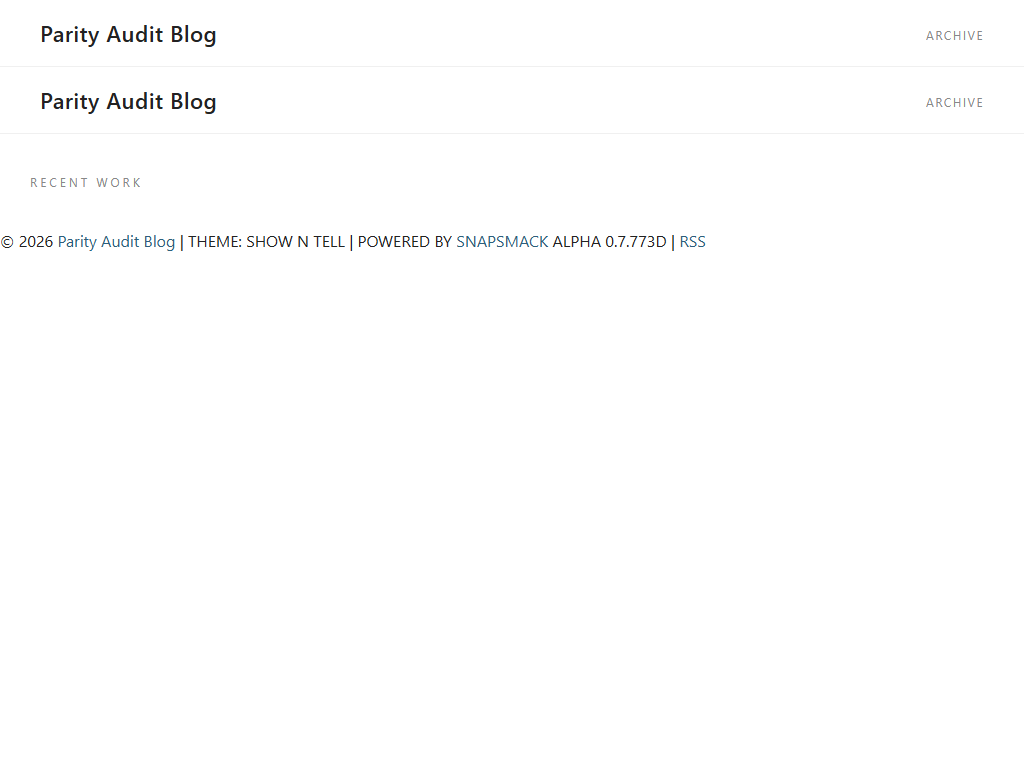 Parity Audit Blog ARCHIVE
Parity Audit Blog ARCHIVE
RECENT WORK
© 2026 Parity Audit Blog | THEME: SHOW N TELL | POWERED BY SNAPSMACK ALPHA 0.7.773D | RSS